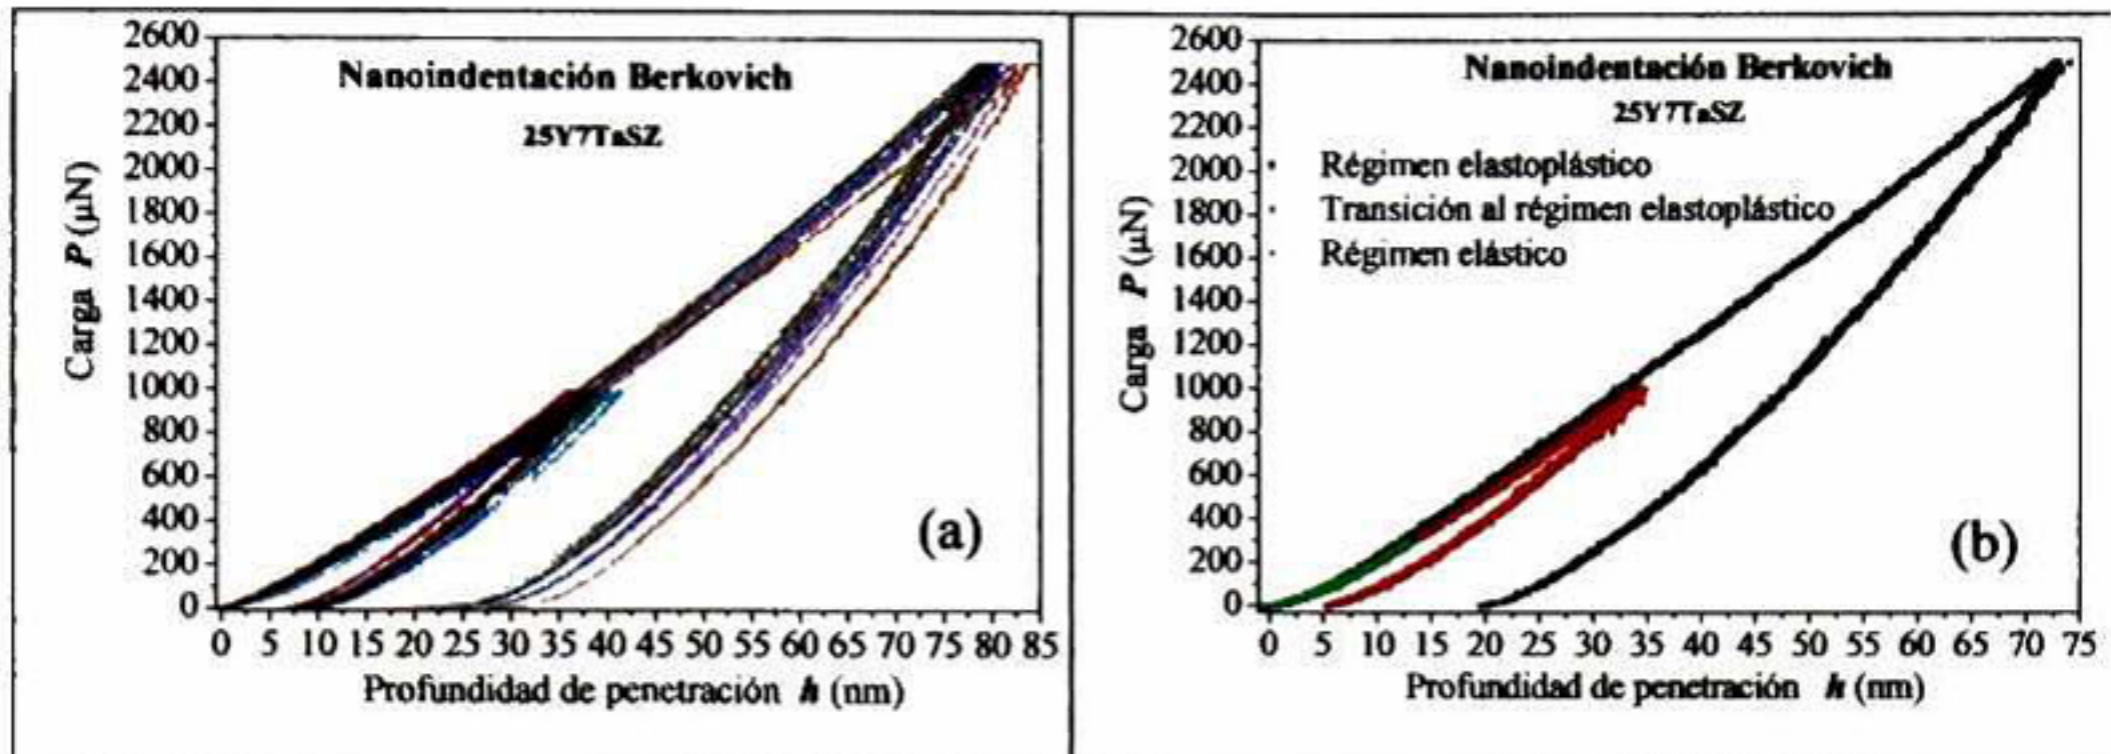 2600
2400
2200
2000
1800
1600
1400
1200
1000
800
600
400
200
0
Carga P (µN)
Nanoindentación Berkovich
25Y7TaSZ
(a)
0 5 10 15 20 25 30 35 40 45 50 55 60 65 70 75 80 85
Profundidad de penetración h (nm)
2600
2400
2200
2000
1800
1600
1400
1200
1000
800
600
400
200
0
Carga P (µN)
Nanoindentación Berkovich
25Y7TaSZ
Régimen elastoplástico
Transición al régimen elastoplástico
Régimen elástico
(b)
0 5 10 15 20 25 30 35 40 45 50 55 60 65 70 75
Profundidad de penetración h (nm)